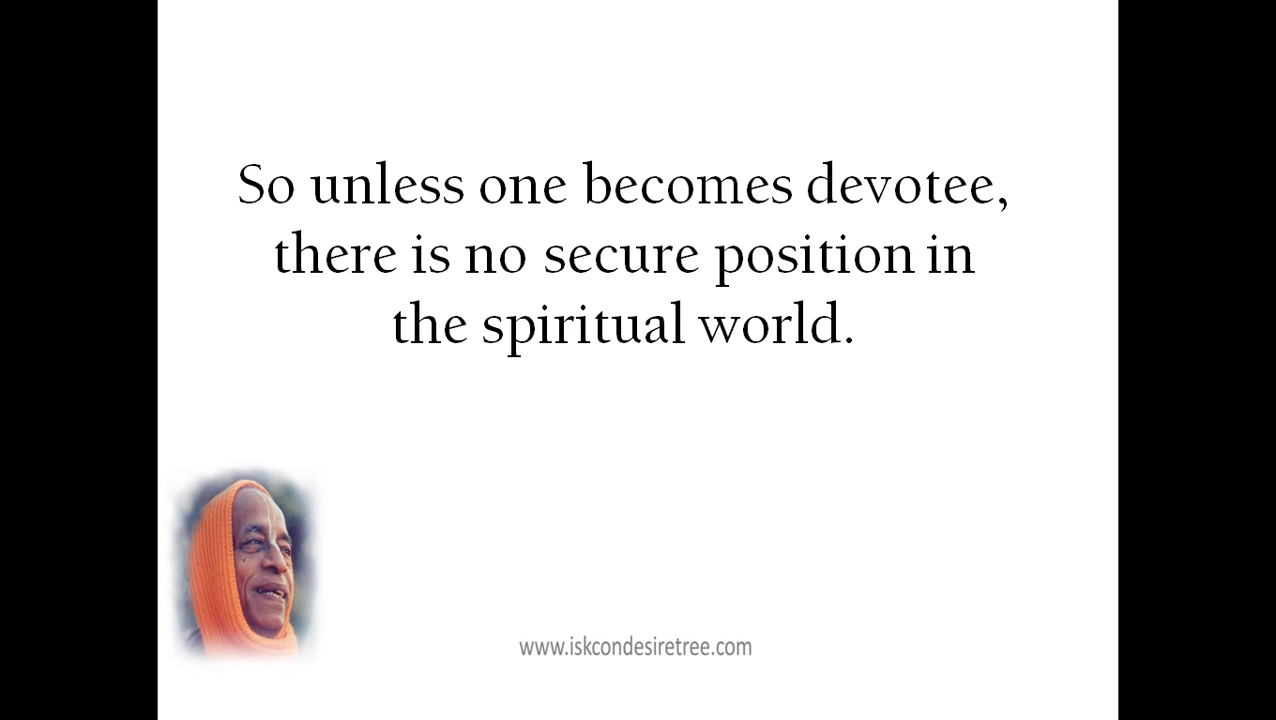 So unless one becomes devotee,
there is no secure position in
the spiritual world.
www.iskcondesiretree.com